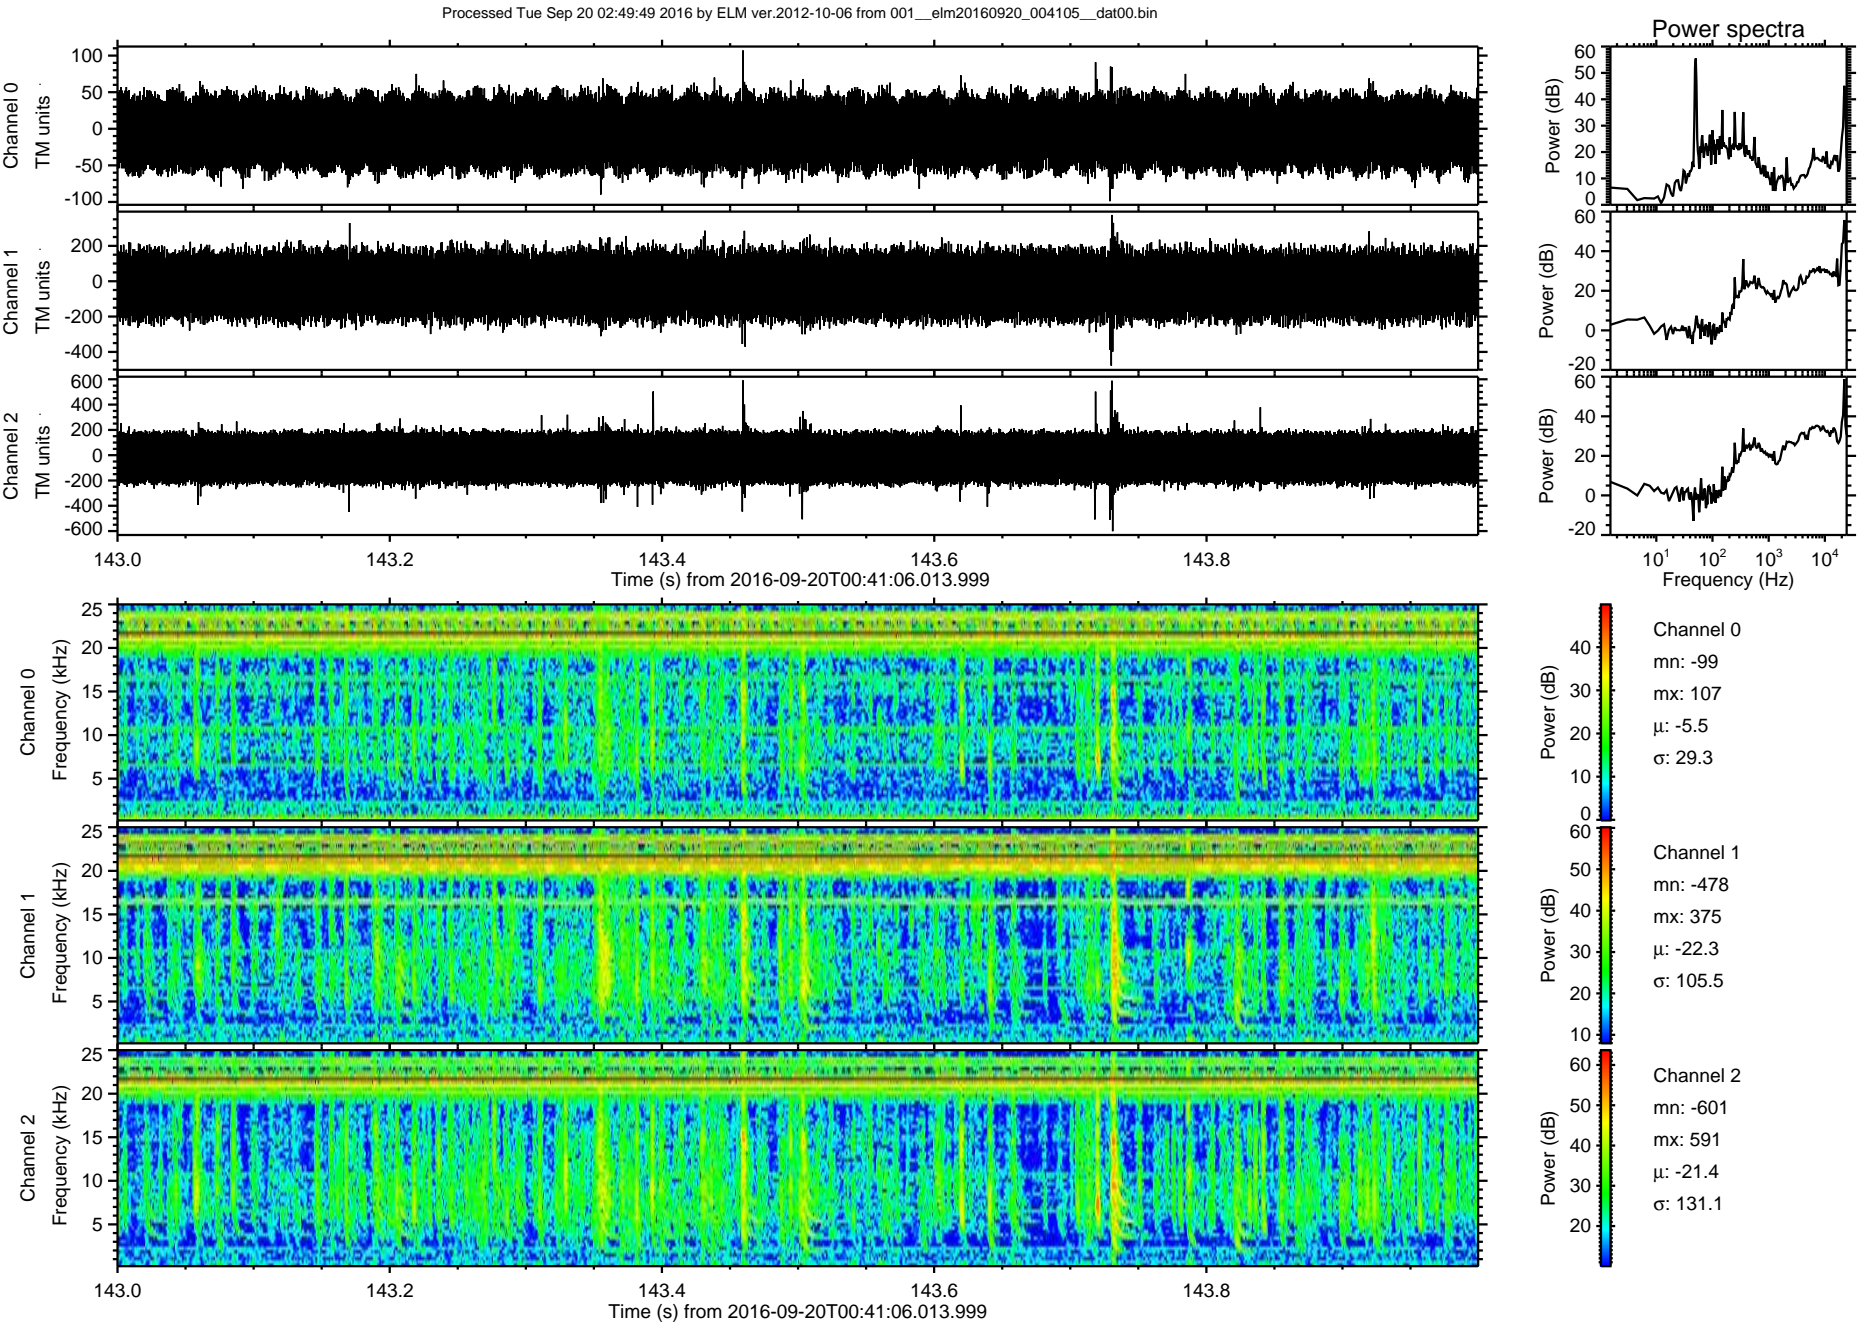 Processed Tue Sep 20 02:49:49 2016 by ELM ver.2012-10-06 from 001__elm20160920_004105__dat00.bin
Power spectra
Channel 0
TM units
100
50
0
-50
-100
Power (dB)
60
50
40
30
20
10
0
Channel 1
TM units
200
0
-200
-400
Power (dB)
60
40
20
0
-20
Channel 2
TM units
600
400
200
0
-200
-400
-600
Power (dB)
60
40
20
0
-20
143.0 143.2 143.4 143.6 143.8
Time (s) from 2016-09-20T00:41:06.013.999
10^1 10^2 10^3 10^4
Frequency (Hz)
Channel 0
Frequency (kHz)
25
20
15
10
5
Power (dB)
40
30
20
10
0
Channel 0
mn: -99
mx: 107
μ: -5.5
σ: 29.3
Channel 1
Frequency (kHz)
25
20
15
10
5
Power (dB)
60
50
40
30
20
10
Channel 1
mn: -478
mx: 375
μ: -22.3
σ: 105.5
Channel 2
Frequency (kHz)
25
20
15
10
5
Power (dB)
60
50
40
30
20
Channel 2
mn: -601
mx: 591
μ: -21.4
σ: 131.1
143.0 143.2 143.4 143.6 143.8
Time (s) from 2016-09-20T00:41:06.013.999